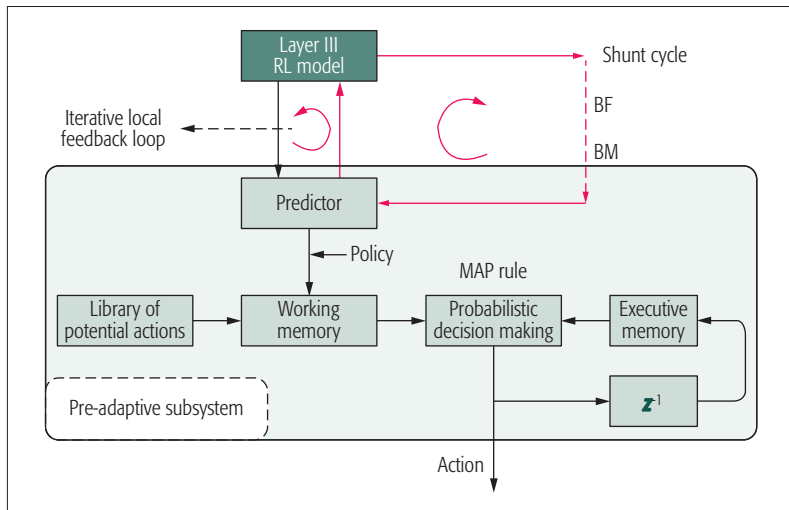 Layer III
RL model
Shunt cycle
BF
Iterative local
feedback loop
BM
Predictor
Policy
MAP rule
Library of
potential actions
Working
memory
Probabilistic
decision making
Executive
memory
Pre-adaptive subsystem
z-1
Action